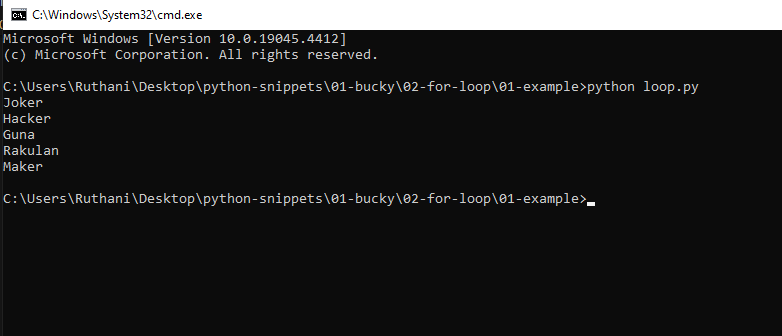 C:\Windows\System32\cmd.exe
Microsoft Windows [Version 10.0.19045.4412]
(c) Microsoft Corporation. All rights reserved.
C:\Users\Ruthani\Desktop\python-snippets\01-bucky\02-for-loop\01-example>python loop.py
Joker
Hacker
Guna
Rakulan
Maker
C:\Users\Ruthani\Desktop\python-snippets\01-bucky\02-for-loop\01-example>